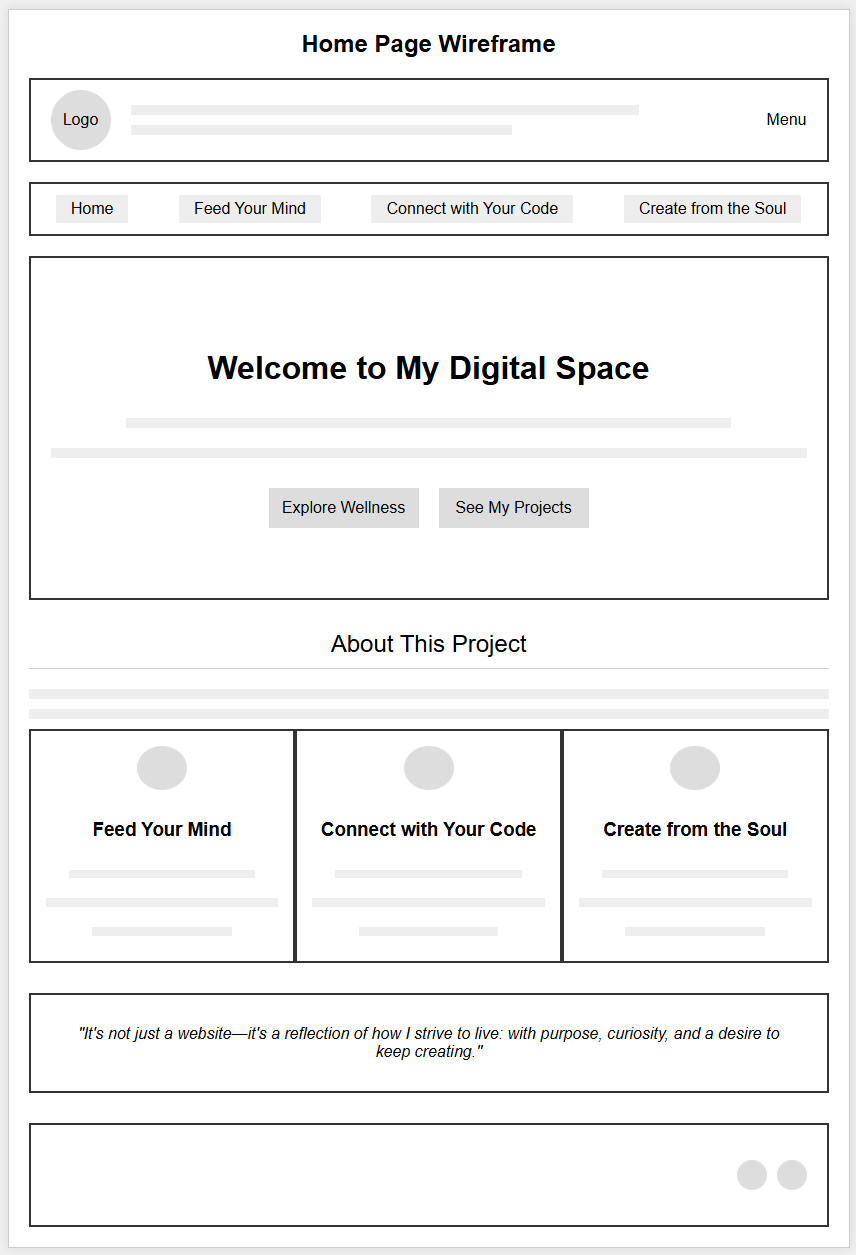 Home Page Wireframe
Logo
Menu
Home
Feed Your Mind
Connect with Your Code
Create from the Soul
Welcome to My Digital Space
Explore Wellness
See My Projects
About This Project
Feed Your Mind
Connect with Your Code
Create from the Soul
"It's not just a website—it's a reflection of how I strive to live: with purpose, curiosity, and a desire to
keep creating."